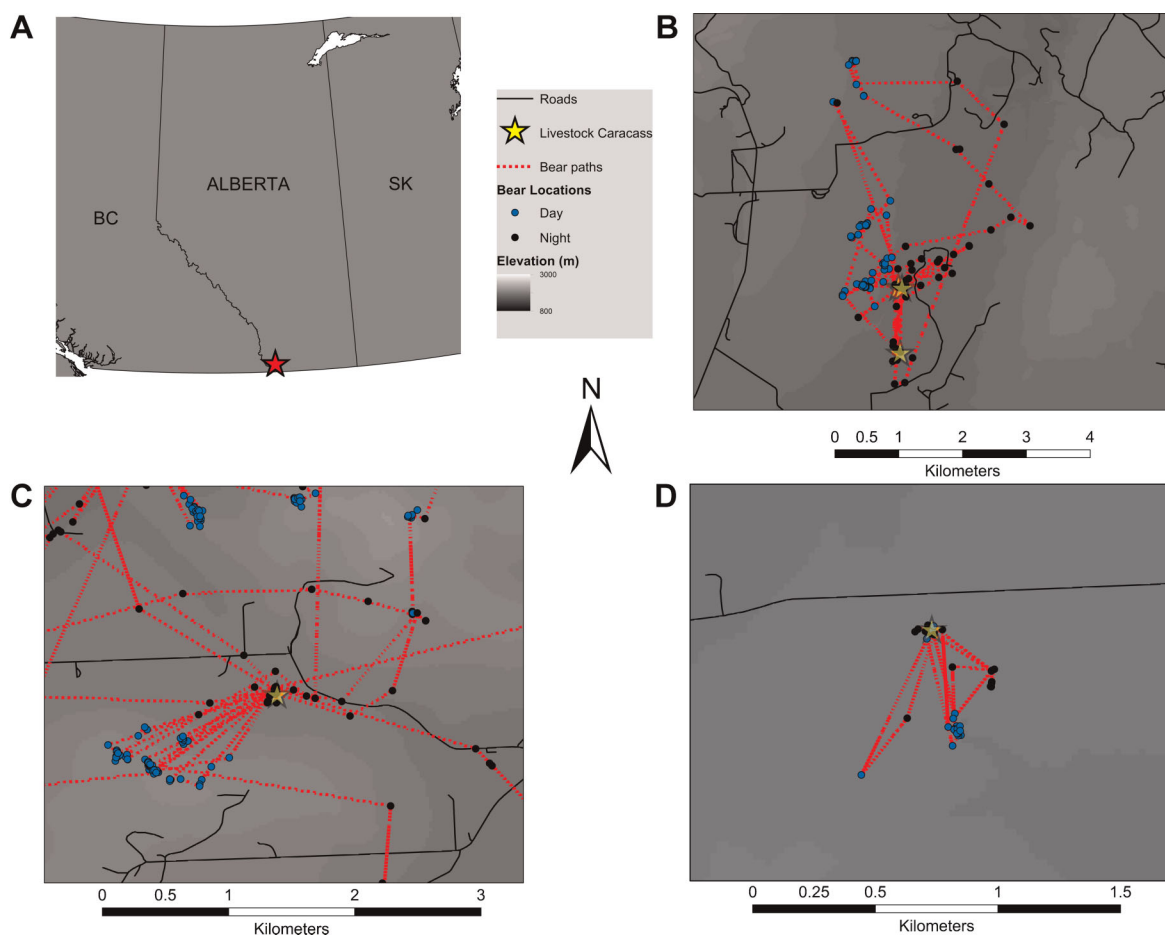 A
BC
ALBERTA
SK
Roads
Livestock Caracass
Bear paths
Bear Locations
Day
Night
Elevation (m)
3000
800
N
B
0 0.5 1 2 3 4
Kilometers
C
0 0.5 1 2 3
Kilometers
D
0 0.25 0.5 1 1.5
Kilometers